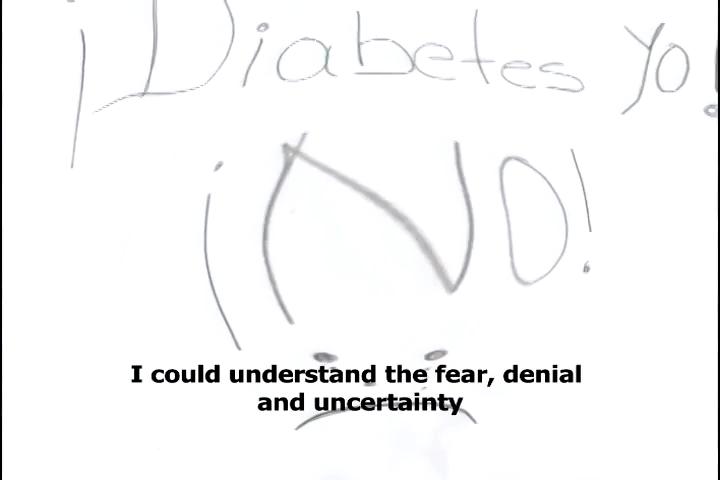 ¡Diabetes yo!
¡NO!
I could understand the fear, denial
and uncertainty